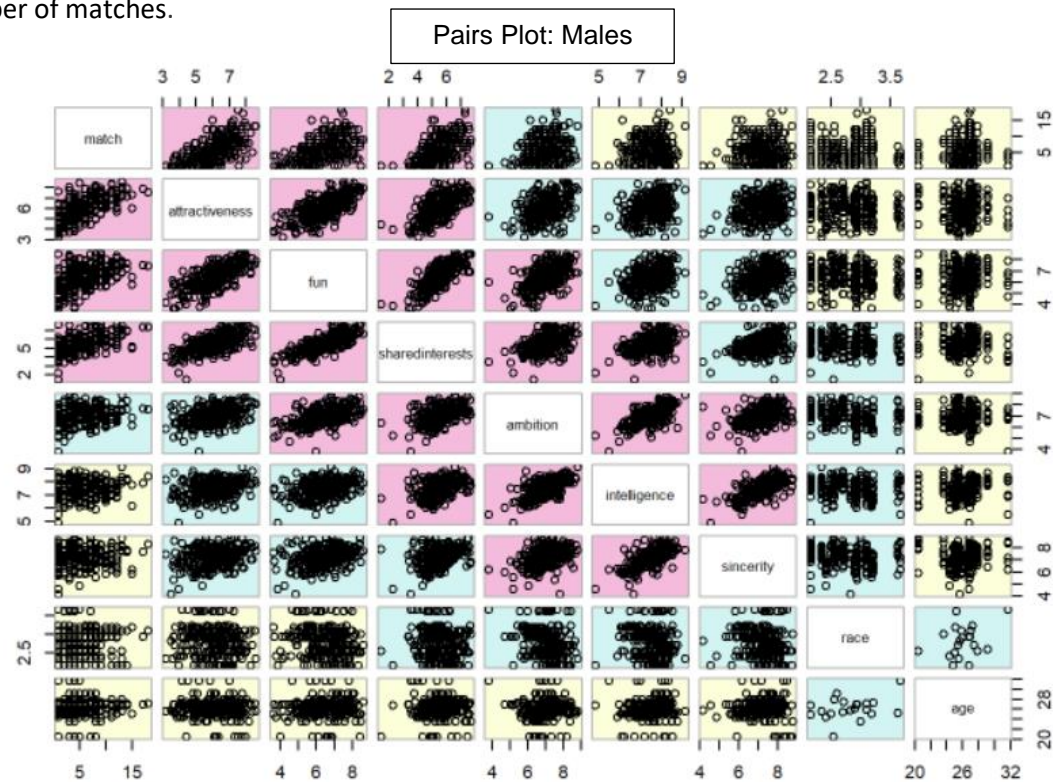 per of matches.
Pairs Plot: Males
3 5 7
2 4 6
5 7 9
2.5 3.5
match
5 15
3 6
attractiveness
fun
4 7
2 5
sharedinterests
ambition
4 7
5 7 9
intelligence
sincerity
4 6 8
2.5
race
age
20 28
5 15
4 6 8
4 6 8
4 6 8
20 26 32